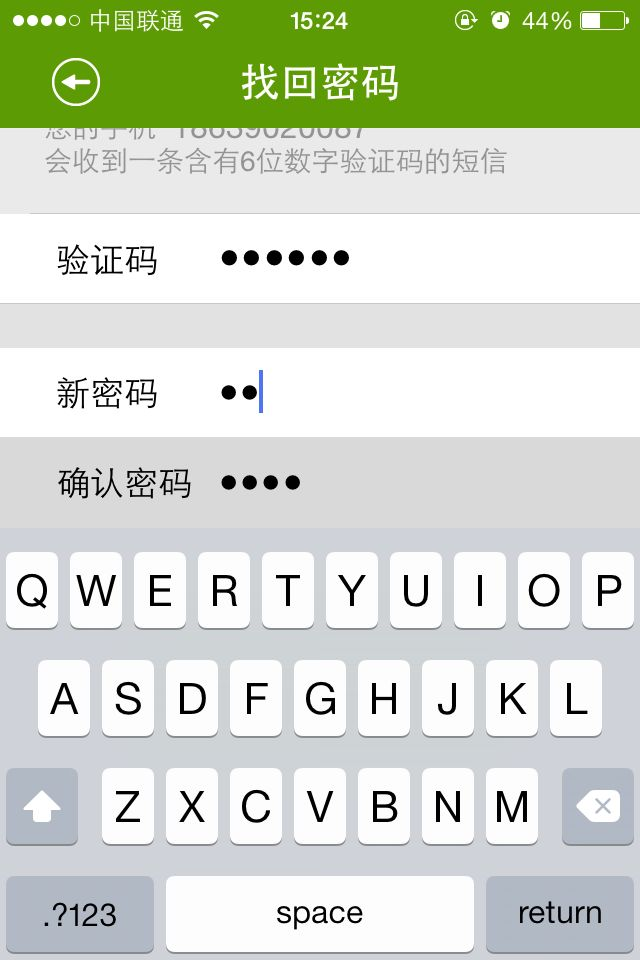 中国联通 15:24 44%
找回密码
会收到一条含有6位数字验证码的短信
验证码 ••••••
新密码 ••
确认密码 ••••
Q W E R T Y U I O P
A S D F G H J K L
Z X C V B N M
.?123 space return